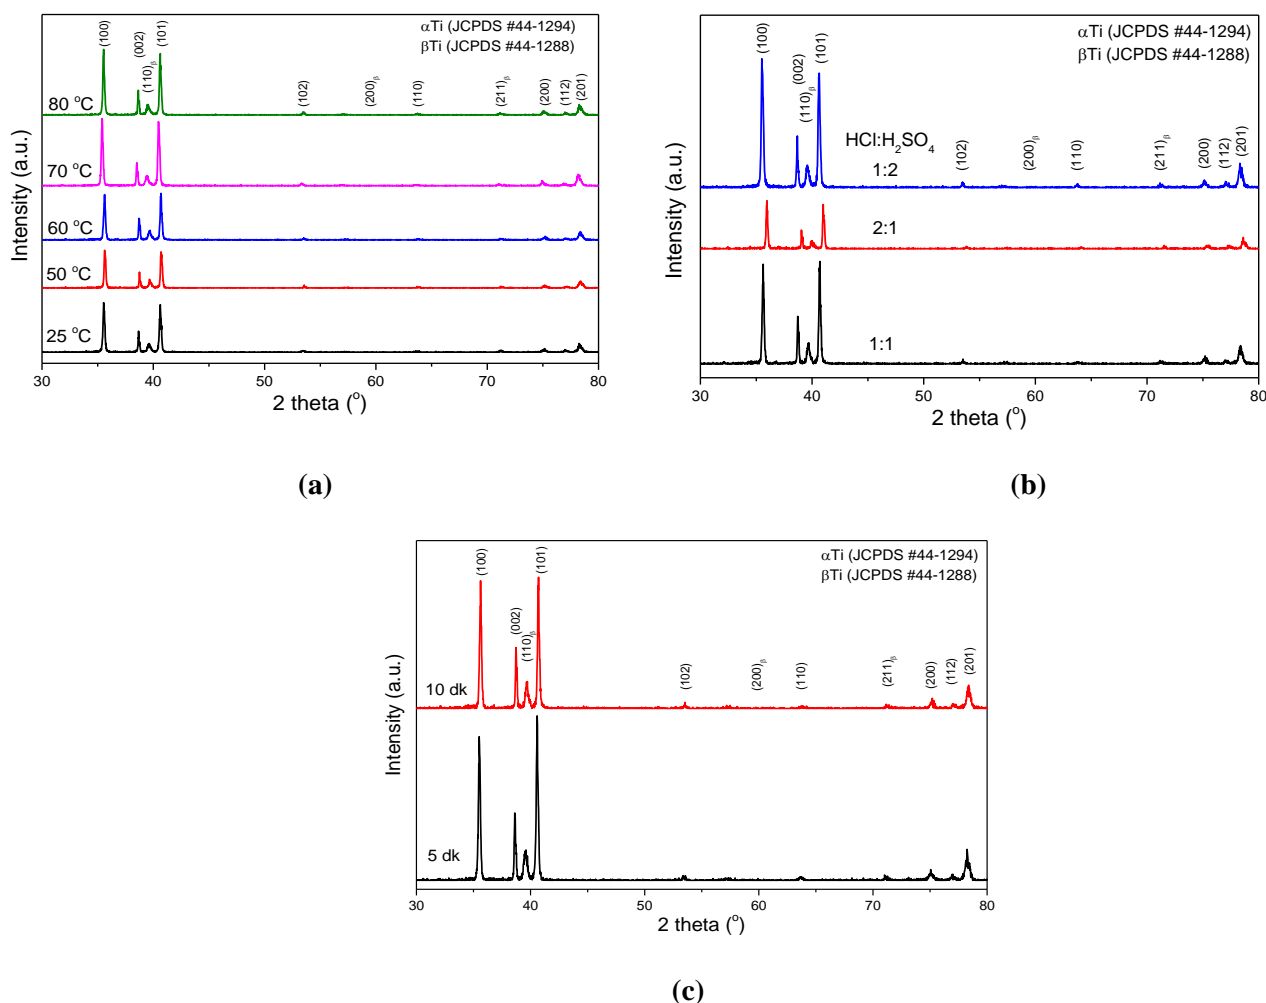 (100)
(002)
(110)β
(101)
(102)
(200)β
(110)
(211)β
(200)
(112)
(201)
αTi (JCPDS #44-1294)
βTi (JCPDS #44-1288)
80 °C
70 °C
60 °C
50 °C
25 °C
Intensity (a.u.)
30 40 50 60 70 80
2 theta (°)
(a)
(100)
(002)
(110)β
(101)
(102)
(200)β
(110)
(211)β
(200)
(112)
(201)
αTi (JCPDS #44-1294)
βTi (JCPDS #44-1288)
HCl:H₂SO₄
1:2
2:1
1:1
Intensity (a.u.)
30 40 50 60 70 80
2 theta (°)
(b)
(100)
(002)
(110)β
(101)
(102)
(200)β
(110)
(211)β
(200)
(112)
(201)
αTi (JCPDS #44-1294)
βTi (JCPDS #44-1288)
10 dk
5 dk
Intensity (a.u.)
30 40 50 60 70 80
2 theta (°)
(c)